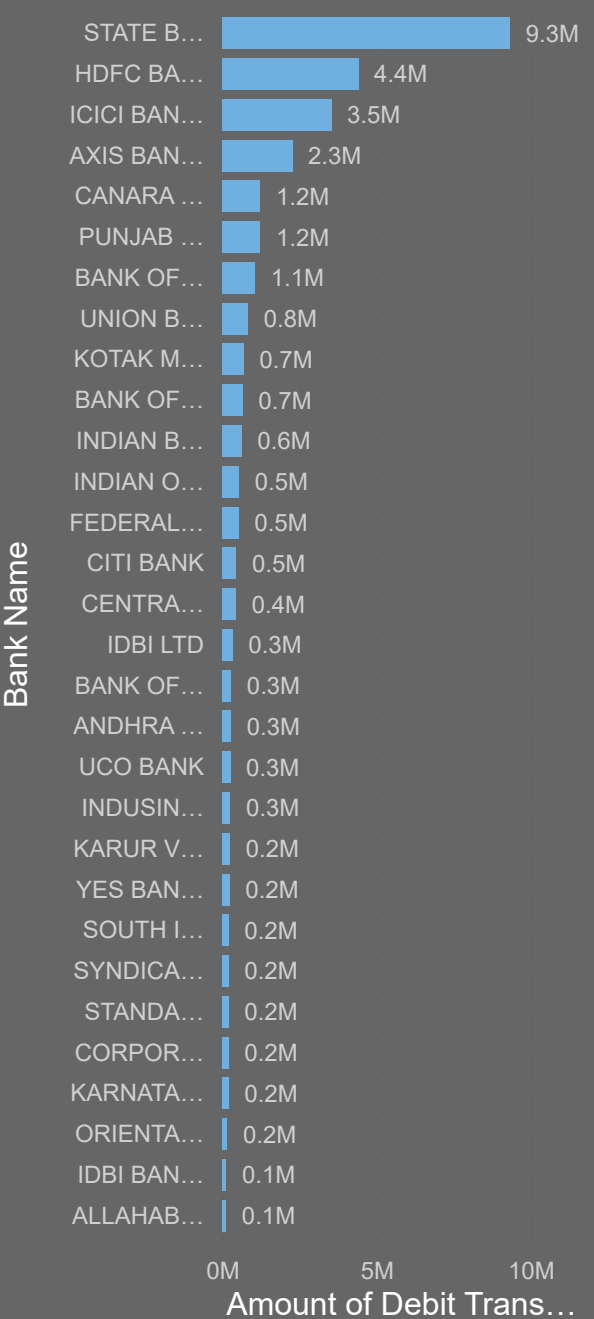 STATE B… 9.3M
HDFC BA… 4.4M
ICICI BAN… 3.5M
AXIS BAN… 2.3M
CANARA … 1.2M
PUNJAB … 1.2M
BANK OF… 1.1M
UNION B… 0.8M
KOTAK M… 0.7M
BANK OF… 0.7M
INDIAN B… 0.6M
INDIAN O… 0.5M
FEDERAL… 0.5M
CITI BANK 0.5M
CENTRA… 0.4M
IDBI LTD 0.3M
BANK OF… 0.3M
ANDHRA … 0.3M
UCO BANK 0.3M
INDUSIN… 0.3M
KARUR V… 0.2M
YES BAN… 0.2M
SOUTH I… 0.2M
SYNDICA… 0.2M
STANDA… 0.2M
CORPOR… 0.2M
KARNATA… 0.2M
ORIENTA… 0.2M
IDBI BAN… 0.1M
ALLAHAB… 0.1M
0M 5M 10M
Amount of Debit Trans…
Bank Name